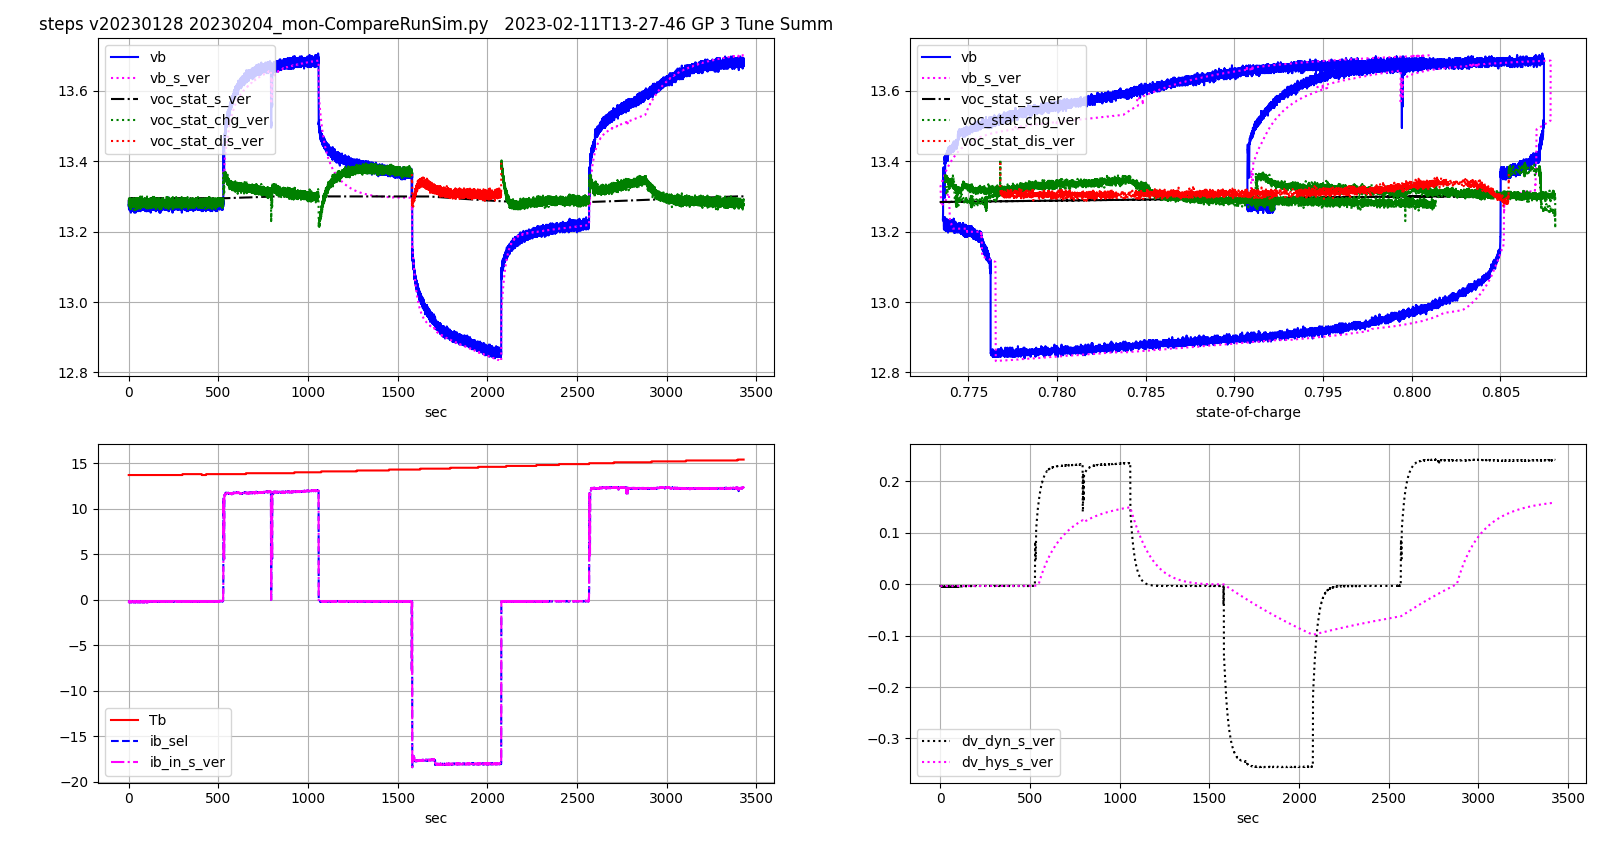 steps v20230128 20230204_mon-CompareRunSim.py   2023-02-11T13-27-46 GP 3 Tune Summ
vb
vb_s_ver
voc_stat_s_ver
voc_stat_chg_ver
voc_stat_dis_ver
13.6
13.4
13.2
13.0
12.8
0 500 1000 1500 2000 2500 3000 3500
sec
vb
vb_s_ver
voc_stat_s_ver
voc_stat_chg_ver
voc_stat_dis_ver
13.6
13.4
13.2
13.0
12.8
0.775 0.780 0.785 0.790 0.795 0.800 0.805
state-of-charge
15
10
5
0
−5
−10
−15
−20
Tb
ib_sel
ib_in_s_ver
0 500 1000 1500 2000 2500 3000 3500
sec
0.2
0.1
0.0
−0.1
−0.2
−0.3
dv_dyn_s_ver
dv_hys_s_ver
0 500 1000 1500 2000 2500 3000 3500
sec